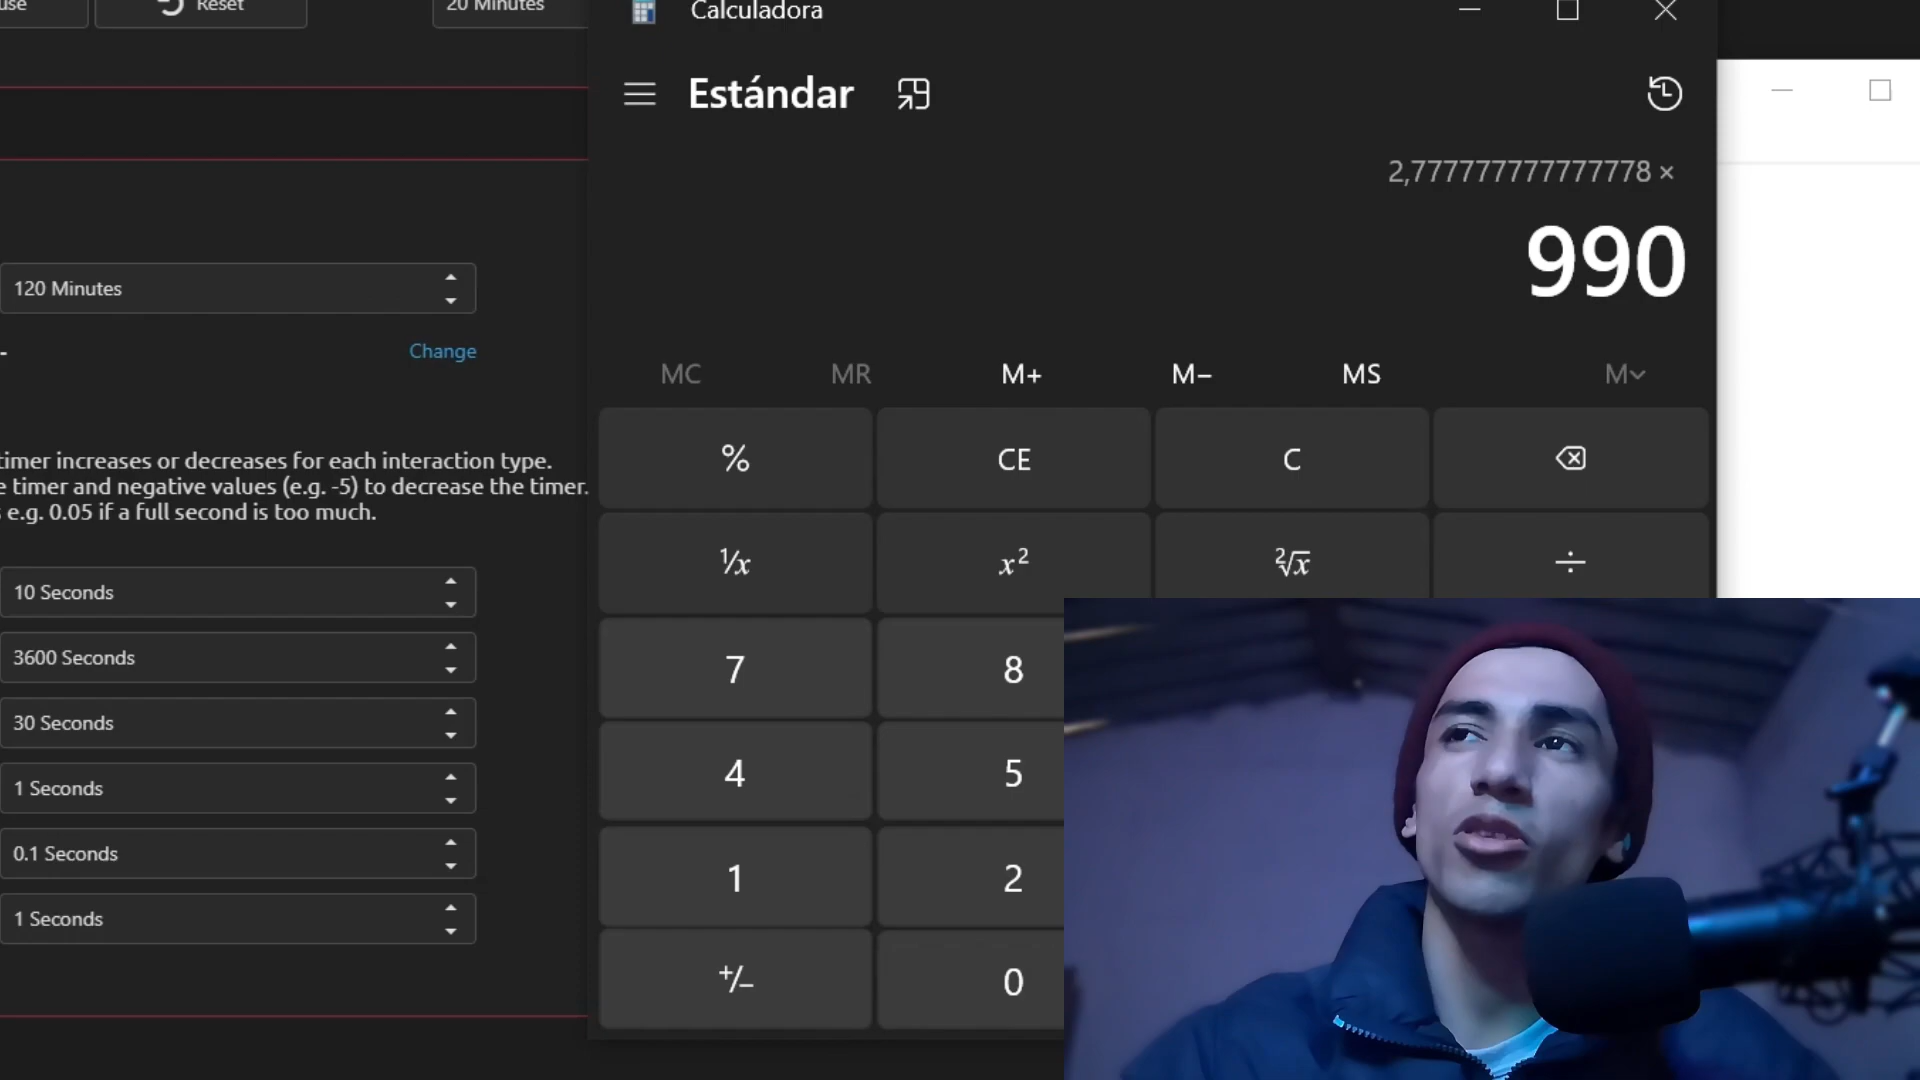 use
Reset
20 Minutes
120 Minutes
-
Change
timer increases or decreases for each interaction type.
e timer and negative values (e.g. -5) to decrease the timer.
s e.g. 0.05 if a full second is too much.
10 Seconds
3600 Seconds
30 Seconds
1 Seconds
0.1 Seconds
1 Seconds
Calculadora
Estándar
2,777777777777778 ×
990
MC MR M+ M− MS M
% CE C
¹/x x² ²√x ÷
7 8
4 5
1 2
+/− 0